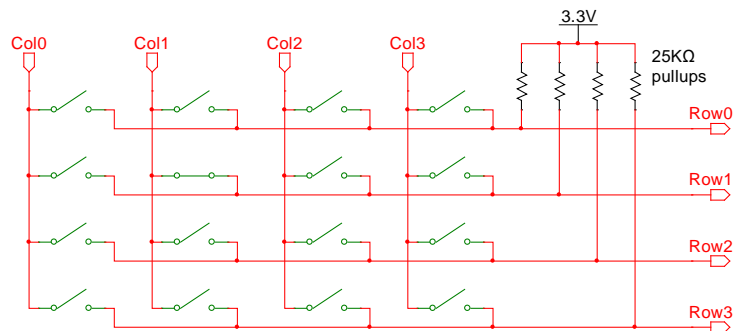 3.3V
Col0 Col1 Col2 Col3
25KΩ
pullups
Row0
Row1
Row2
Row3